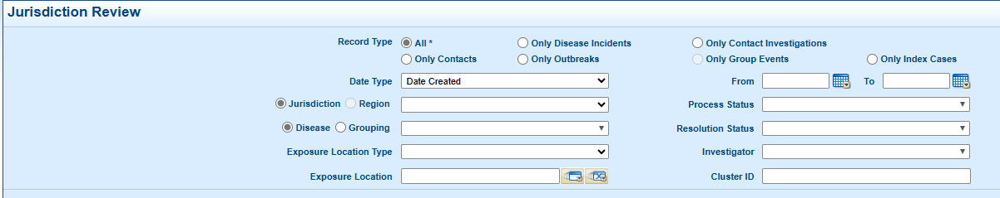 Jurisdiction Review
Record Type All * Only Disease Incidents Only Contact Investigations
Only Contacts Only Outbreaks Only Group Events Only Index Cases
Date Type Date Created From To
Jurisdiction Region Process Status
Disease Grouping Resolution Status
Exposure Location Type Investigator
Exposure Location Cluster ID